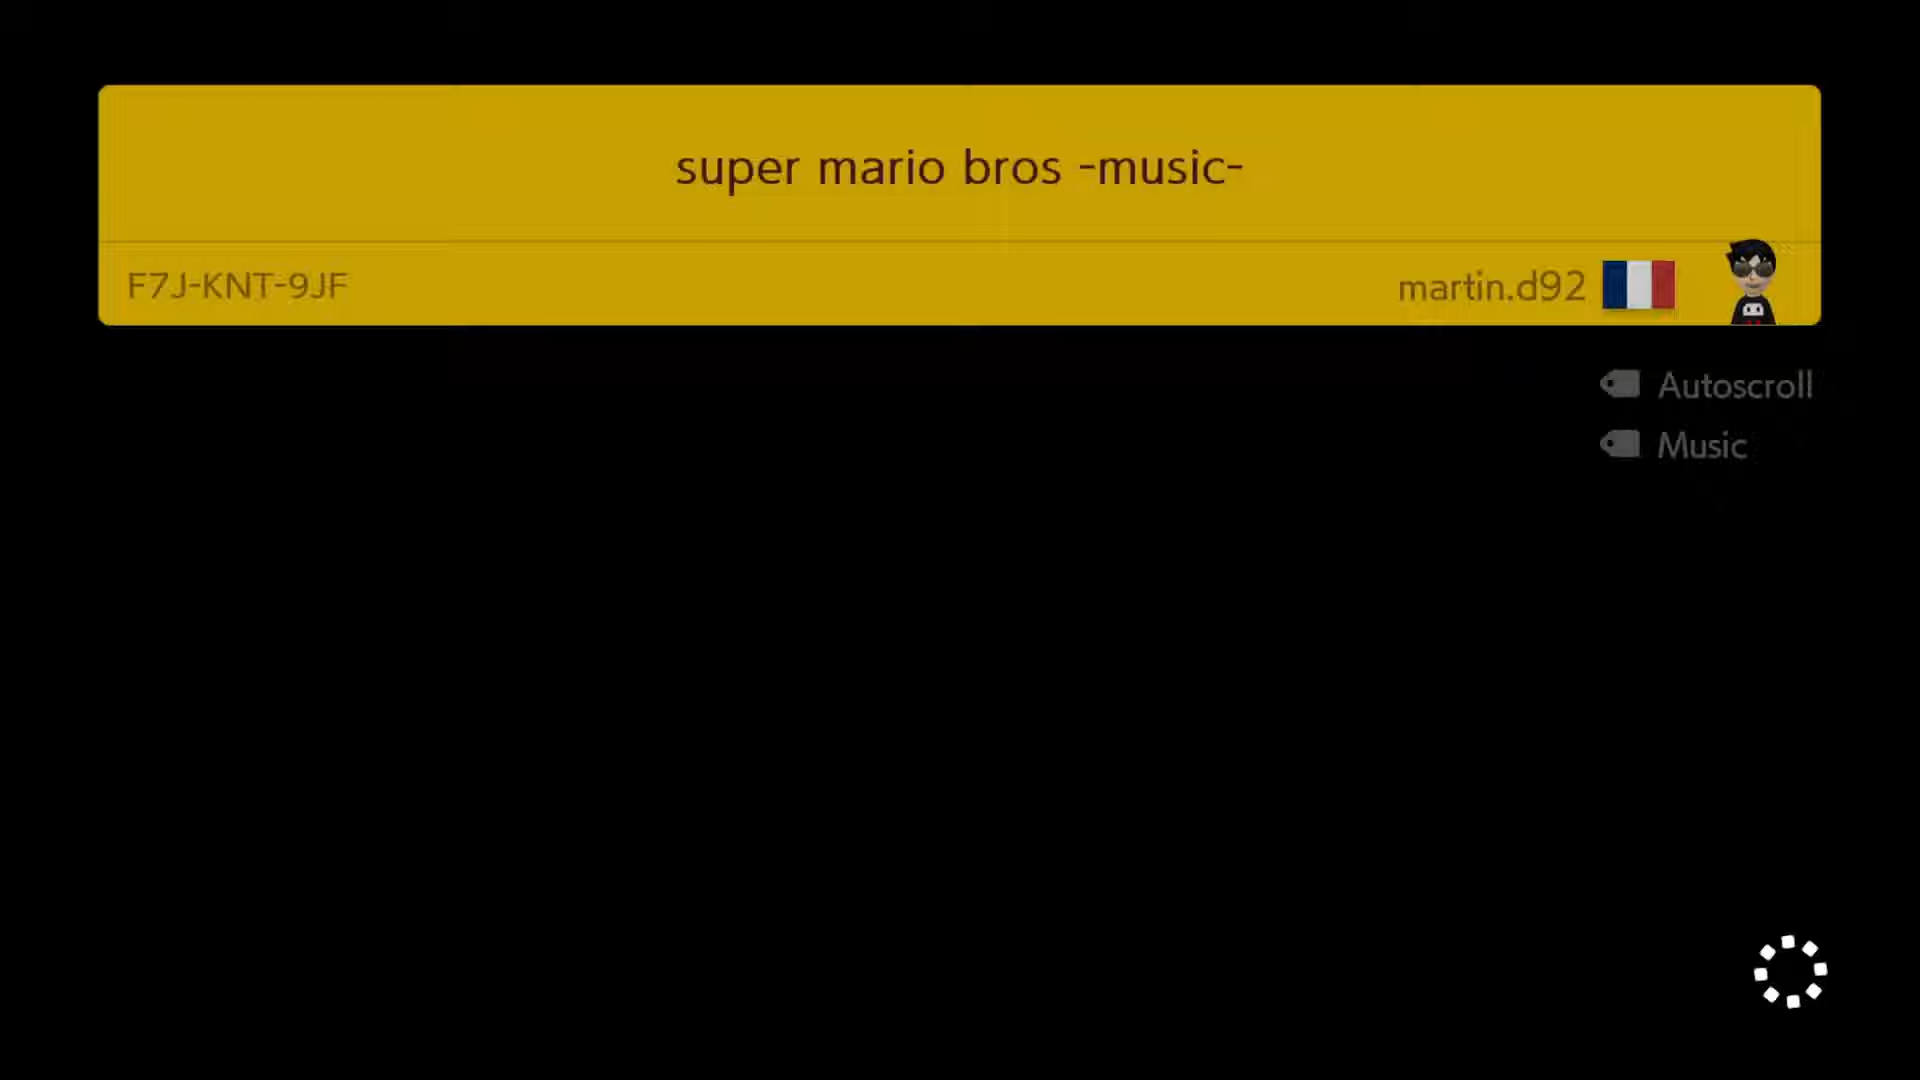 super mario bros -music-
F7J-KNT-9JF
martin.d92
Autoscroll
Music